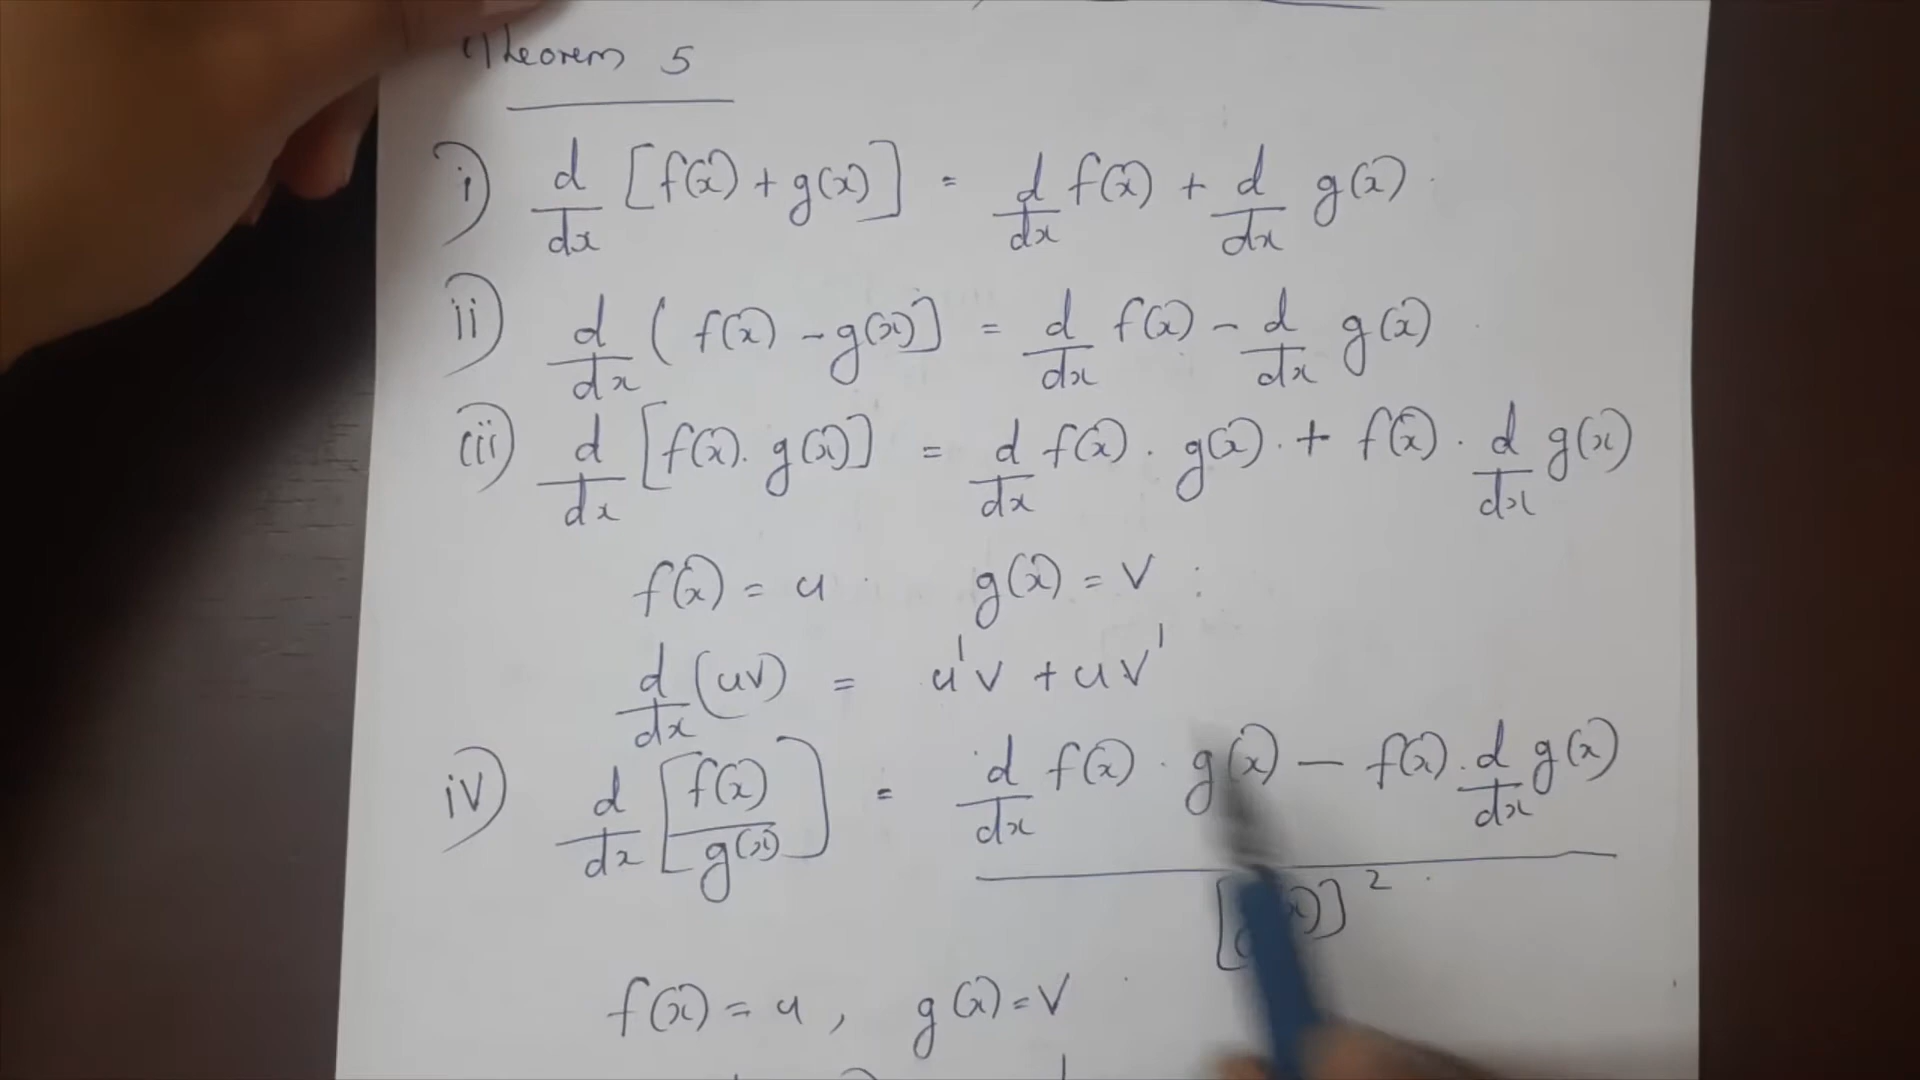 Theorem 5
i) d/dx [f(x) + g(x)] = d/dx f(x) + d/dx g(x)
ii) d/dx ( f(x) - g(x)] = d/dx f(x) - d/dx g(x)
iii) d/dx [f(x). g(x)] = d/dx f(x) . g(x) . + f(x) . d/dx g(x)
f(x) = u g(x) = v :
d/dx (uv) = u'v + uv'
iv) d/dx [f(x)/g(x)] = d/dx f(x) . g(x) — f(x) . d/dx g(x)
[ x)]²
f(x) = u , g(x) = v